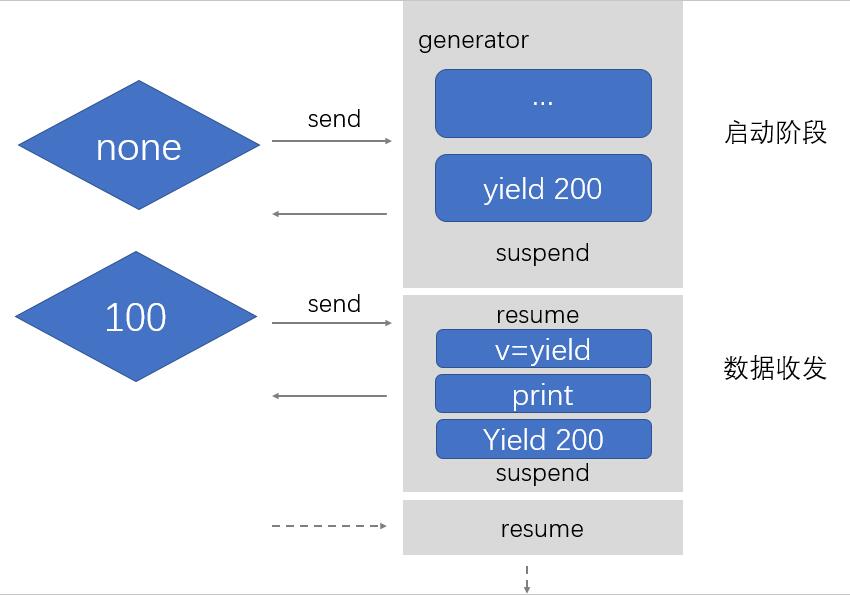 generator
...
none
send
启动阶段
yield 200
suspend
100
send
resume
v=yield
数据收发
print
Yield 200
suspend
resume